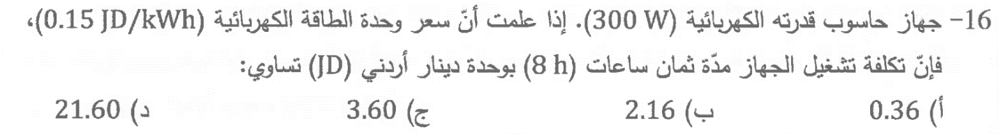 16- جهاز حاسوب قدرته الكهربائية (300 W). إذا علمت أنّ سعر وحدة الطاقة الكهربائية (0.15 JD/kWh)،
فإنّ تكلفة تشغيل الجهاز مدّة ثمان ساعات (8 h) بوحدة دينار أردني (JD) تساوي:
أ) 0.36 ب) 2.16 ج) 3.60 د) 21.60